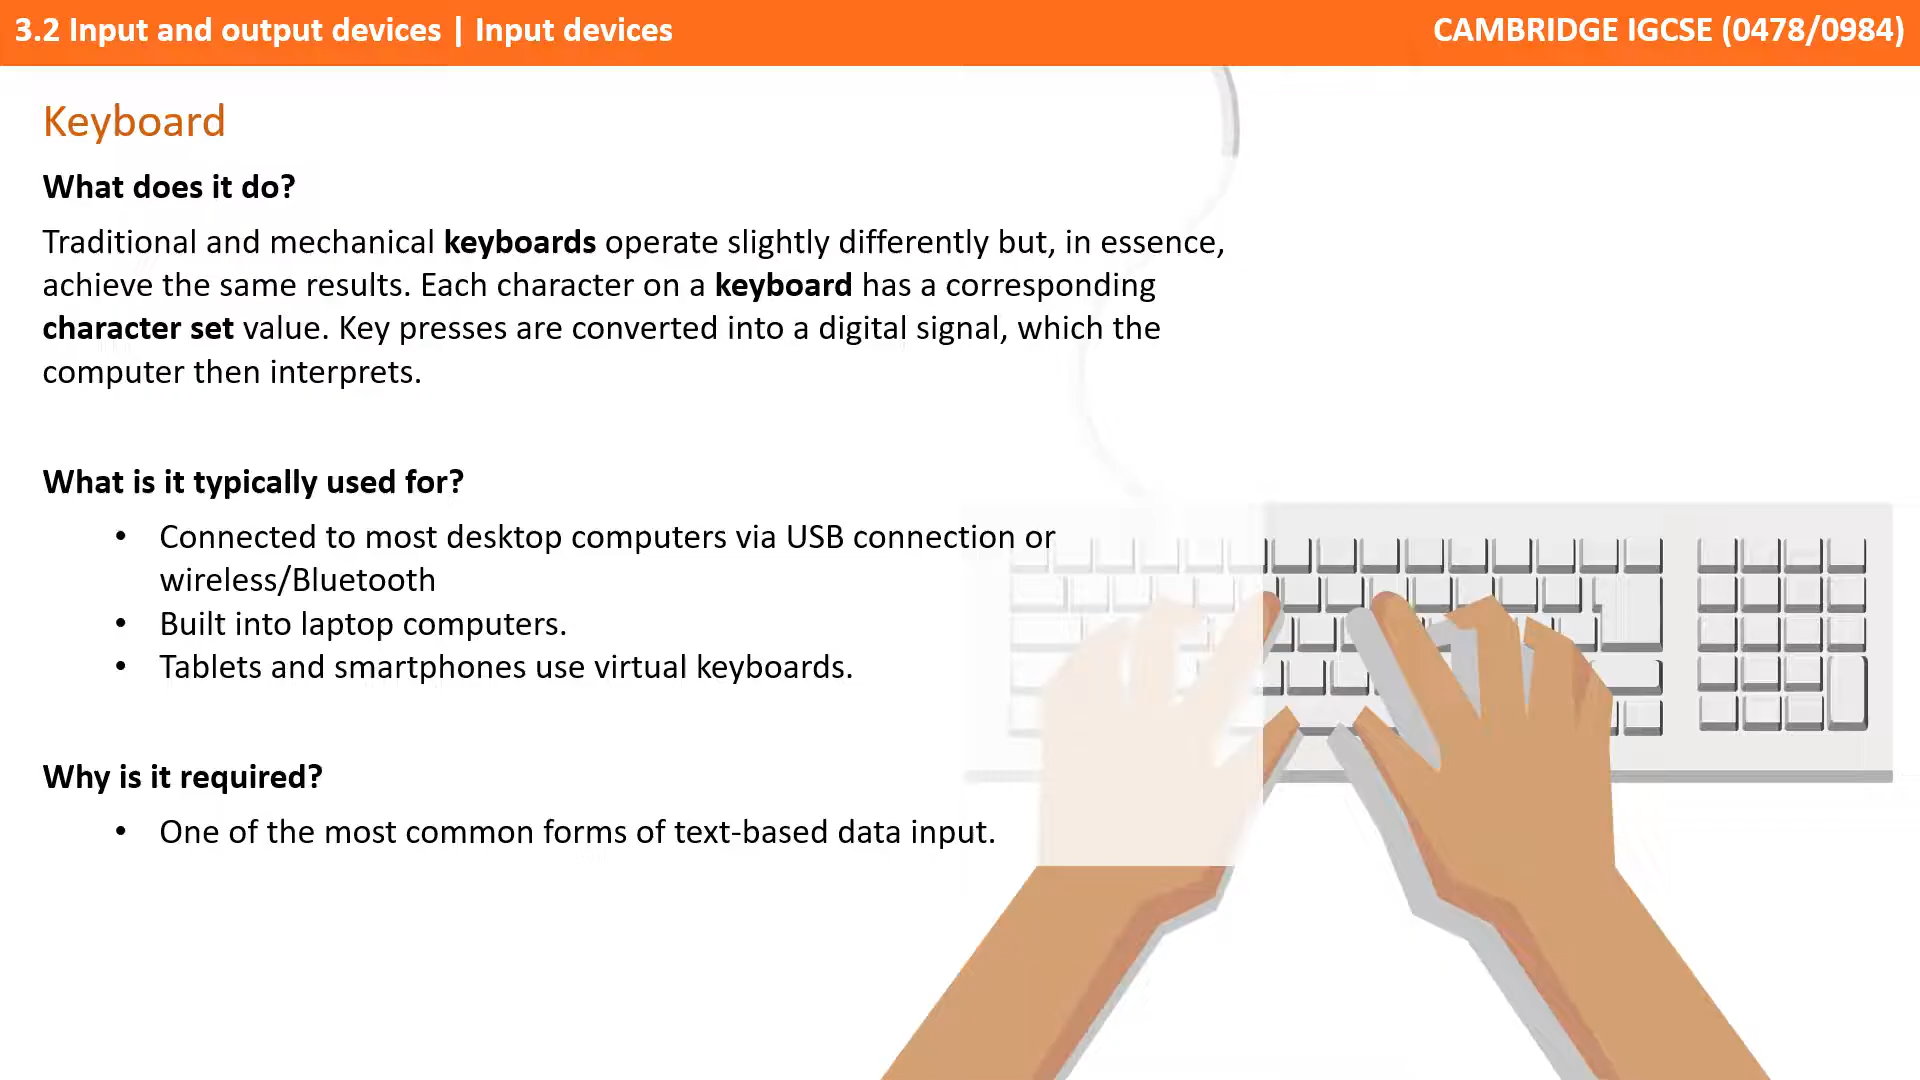 3.2 Input and output devices | Input devices
CAMBRIDGE IGCSE (0478/0984)
Keyboard
What does it do?
Traditional and mechanical keyboards operate slightly differently but, in essence,
achieve the same results. Each character on a keyboard has a corresponding
character set value. Key presses are converted into a digital signal, which the
computer then interprets.
What is it typically used for?
• Connected to most desktop computers via USB connection or
wireless/Bluetooth
• Built into laptop computers.
• Tablets and smartphones use virtual keyboards.
Why is it required?
• One of the most common forms of text-based data input.